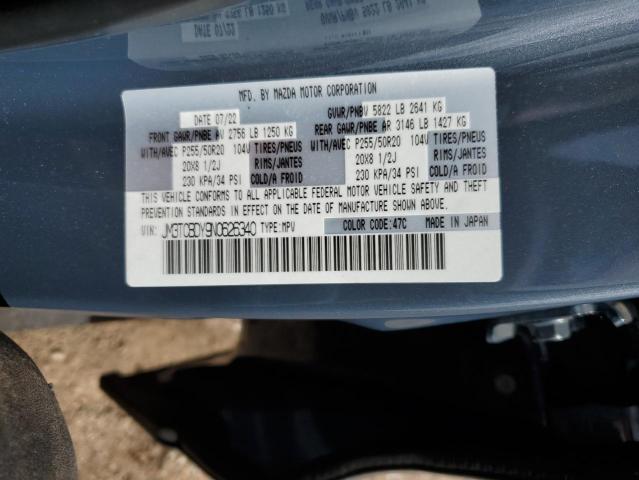 MFD. BY MAZDA MOTOR CORPORATION
DATE 07/22 GVWR/PNBV 5822 LB 2641 KG
FRONT GAWR/PNBE AV 2756 LB 1250 KG REAR GAWR/PNBE AR 3146 LB 1427 KG
WITH/AVEC P255/50R20 104V TIRES/PNEUS WITH/AVEC P255/50R20 104V TIRES/PNEUS
20X8 1/2J RIMS/JANTES 20X8 1/2J RIMS/JANTES
230 KPA/34 PSI COLD/A FROID 230 KPA/34 PSI COLD/A FROID
THIS VEHICLE CONFORMS TO ALL APPLICABLE FEDERAL MOTOR VEHICLE SAFETY AND THEFT
PREVENTION STANDARDS IN EFFECT ON THE DATE OF MANUFACTURE SHOWN ABOVE.
VIN: JM3TCBDY9N0626340 TYPE:MPV COLOR CODE:47C MADE IN JAPAN